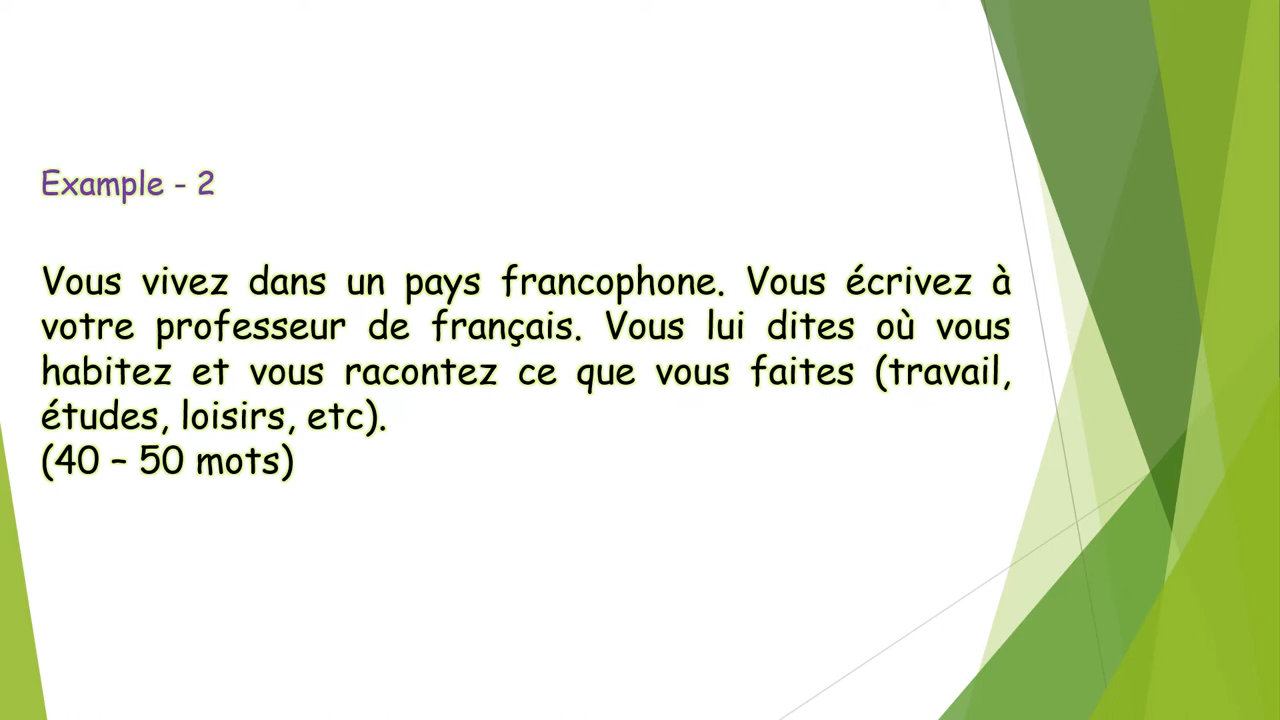 Example - 2
Vous vivez dans un pays francophone. Vous écrivez à
votre professeur de français. Vous lui dites où vous
habitez et vous racontez ce que vous faites (travail,
études, loisirs, etc).
(40 – 50 mots)